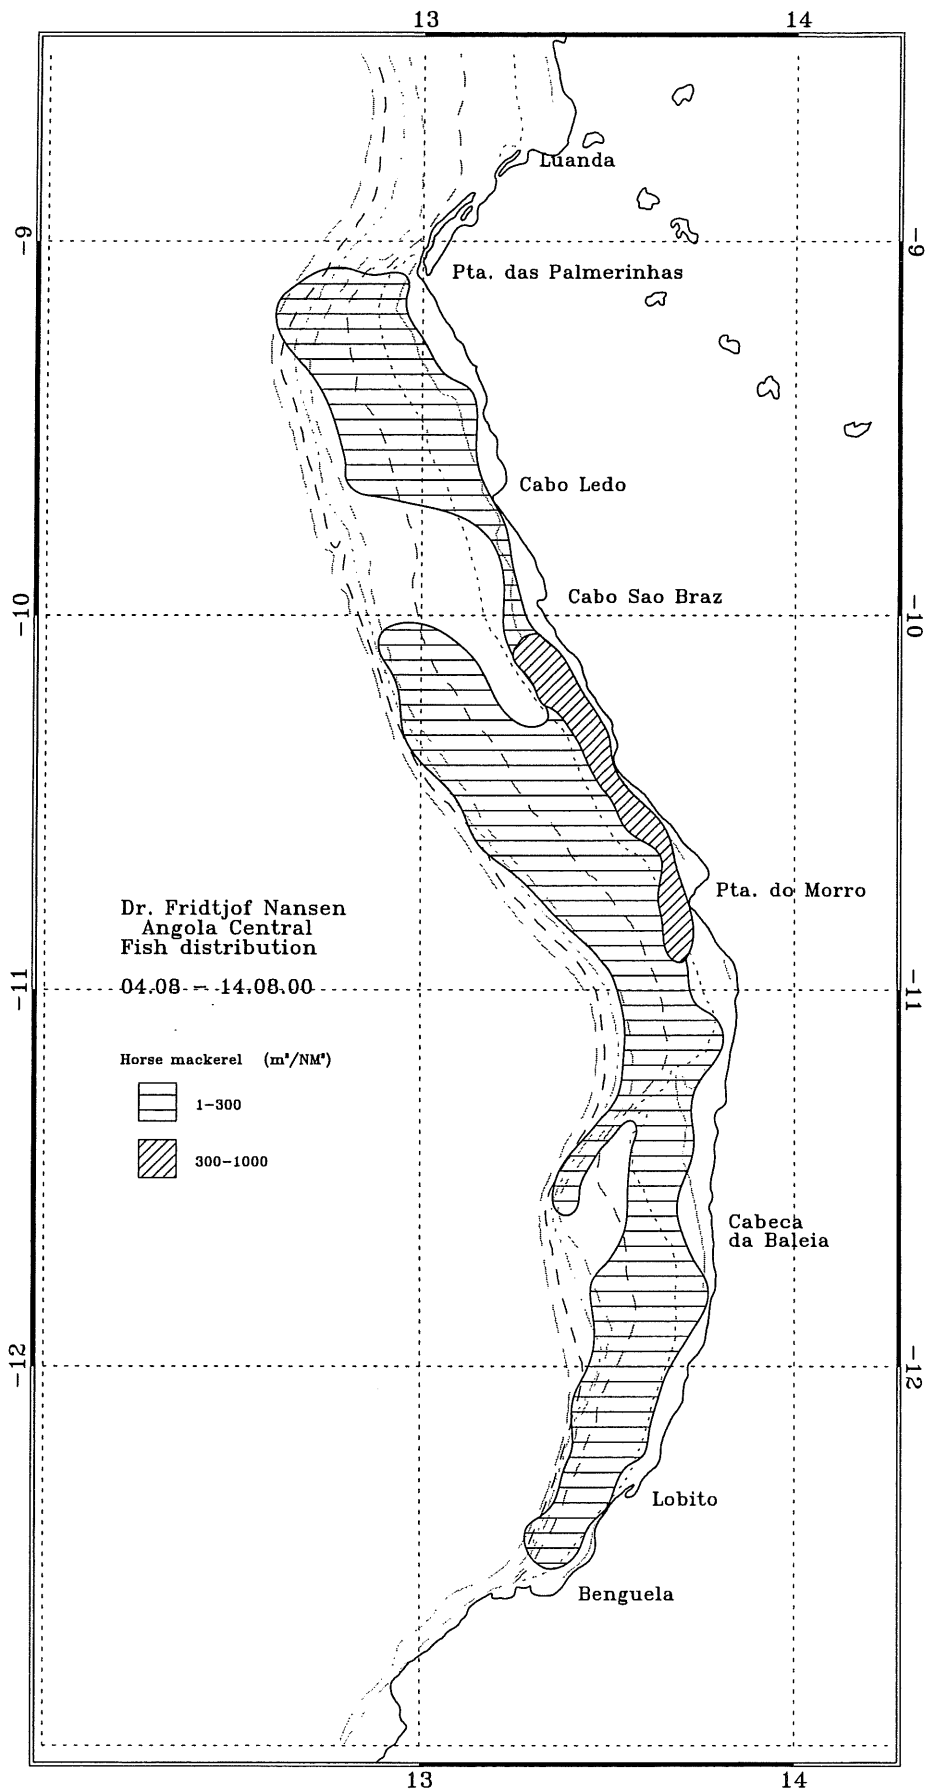 13 14
Luanda
-9 -9
Pta. das Palmerinhas
Cabo Ledo
Cabo Sao Braz
-10 -10
Pta. do Morro
Dr. Fridtjof Nansen
Angola Central
Fish distribution
04.08 - 14.08.00
-11 -11
Horse mackerel (m²/NM²)
1-300
300-1000
Cabeca
da Baleia
-12 -12
Lobito
Benguela
13 14